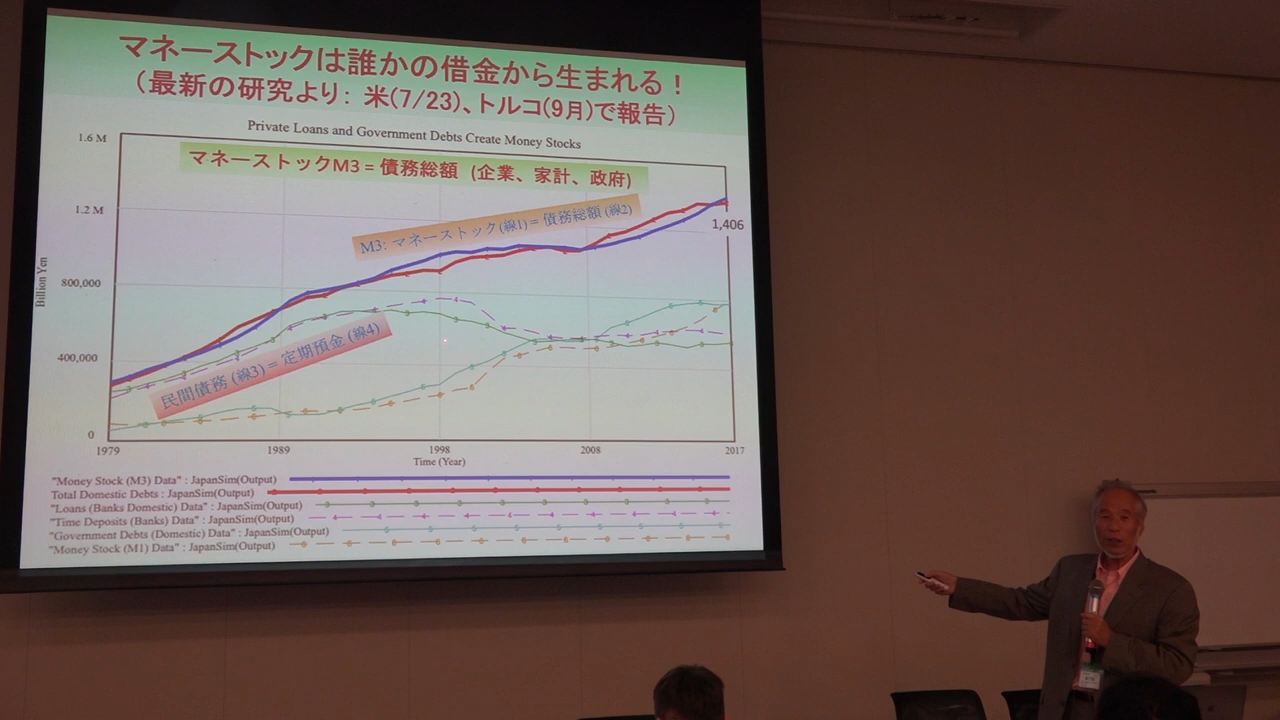 マネーストックは誰かの借金から生まれる!
(最新の研究より: 米(7/23)、トルコ(9月)で報告)
Private Loans and Government Debts Create Money Stocks
1.6 M
マネーストックM3 = 債務総額 (企業、家計、政府)
1.2 M
M3: マネーストック(線1) = 債務総額 (線2)
1,406
Billion Yen
800,000
400,000
民間債務 (線3) = 定期預金 (線4)
0
1979 1989 1998 2008 2017
Time (Year)
"Money Stock (M3) Data" : JapanSim(Output)
Total Domestic Debts : JapanSim(Output)
"Loans (Banks Domestic) Data" : JapanSim(Output)
"Time Deposits (Banks) Data" : JapanSim(Output)
"Government Debts (Domestic) Data" : JapanSim(Output)
"Money Stock (M1) Data" : JapanSim(Output)